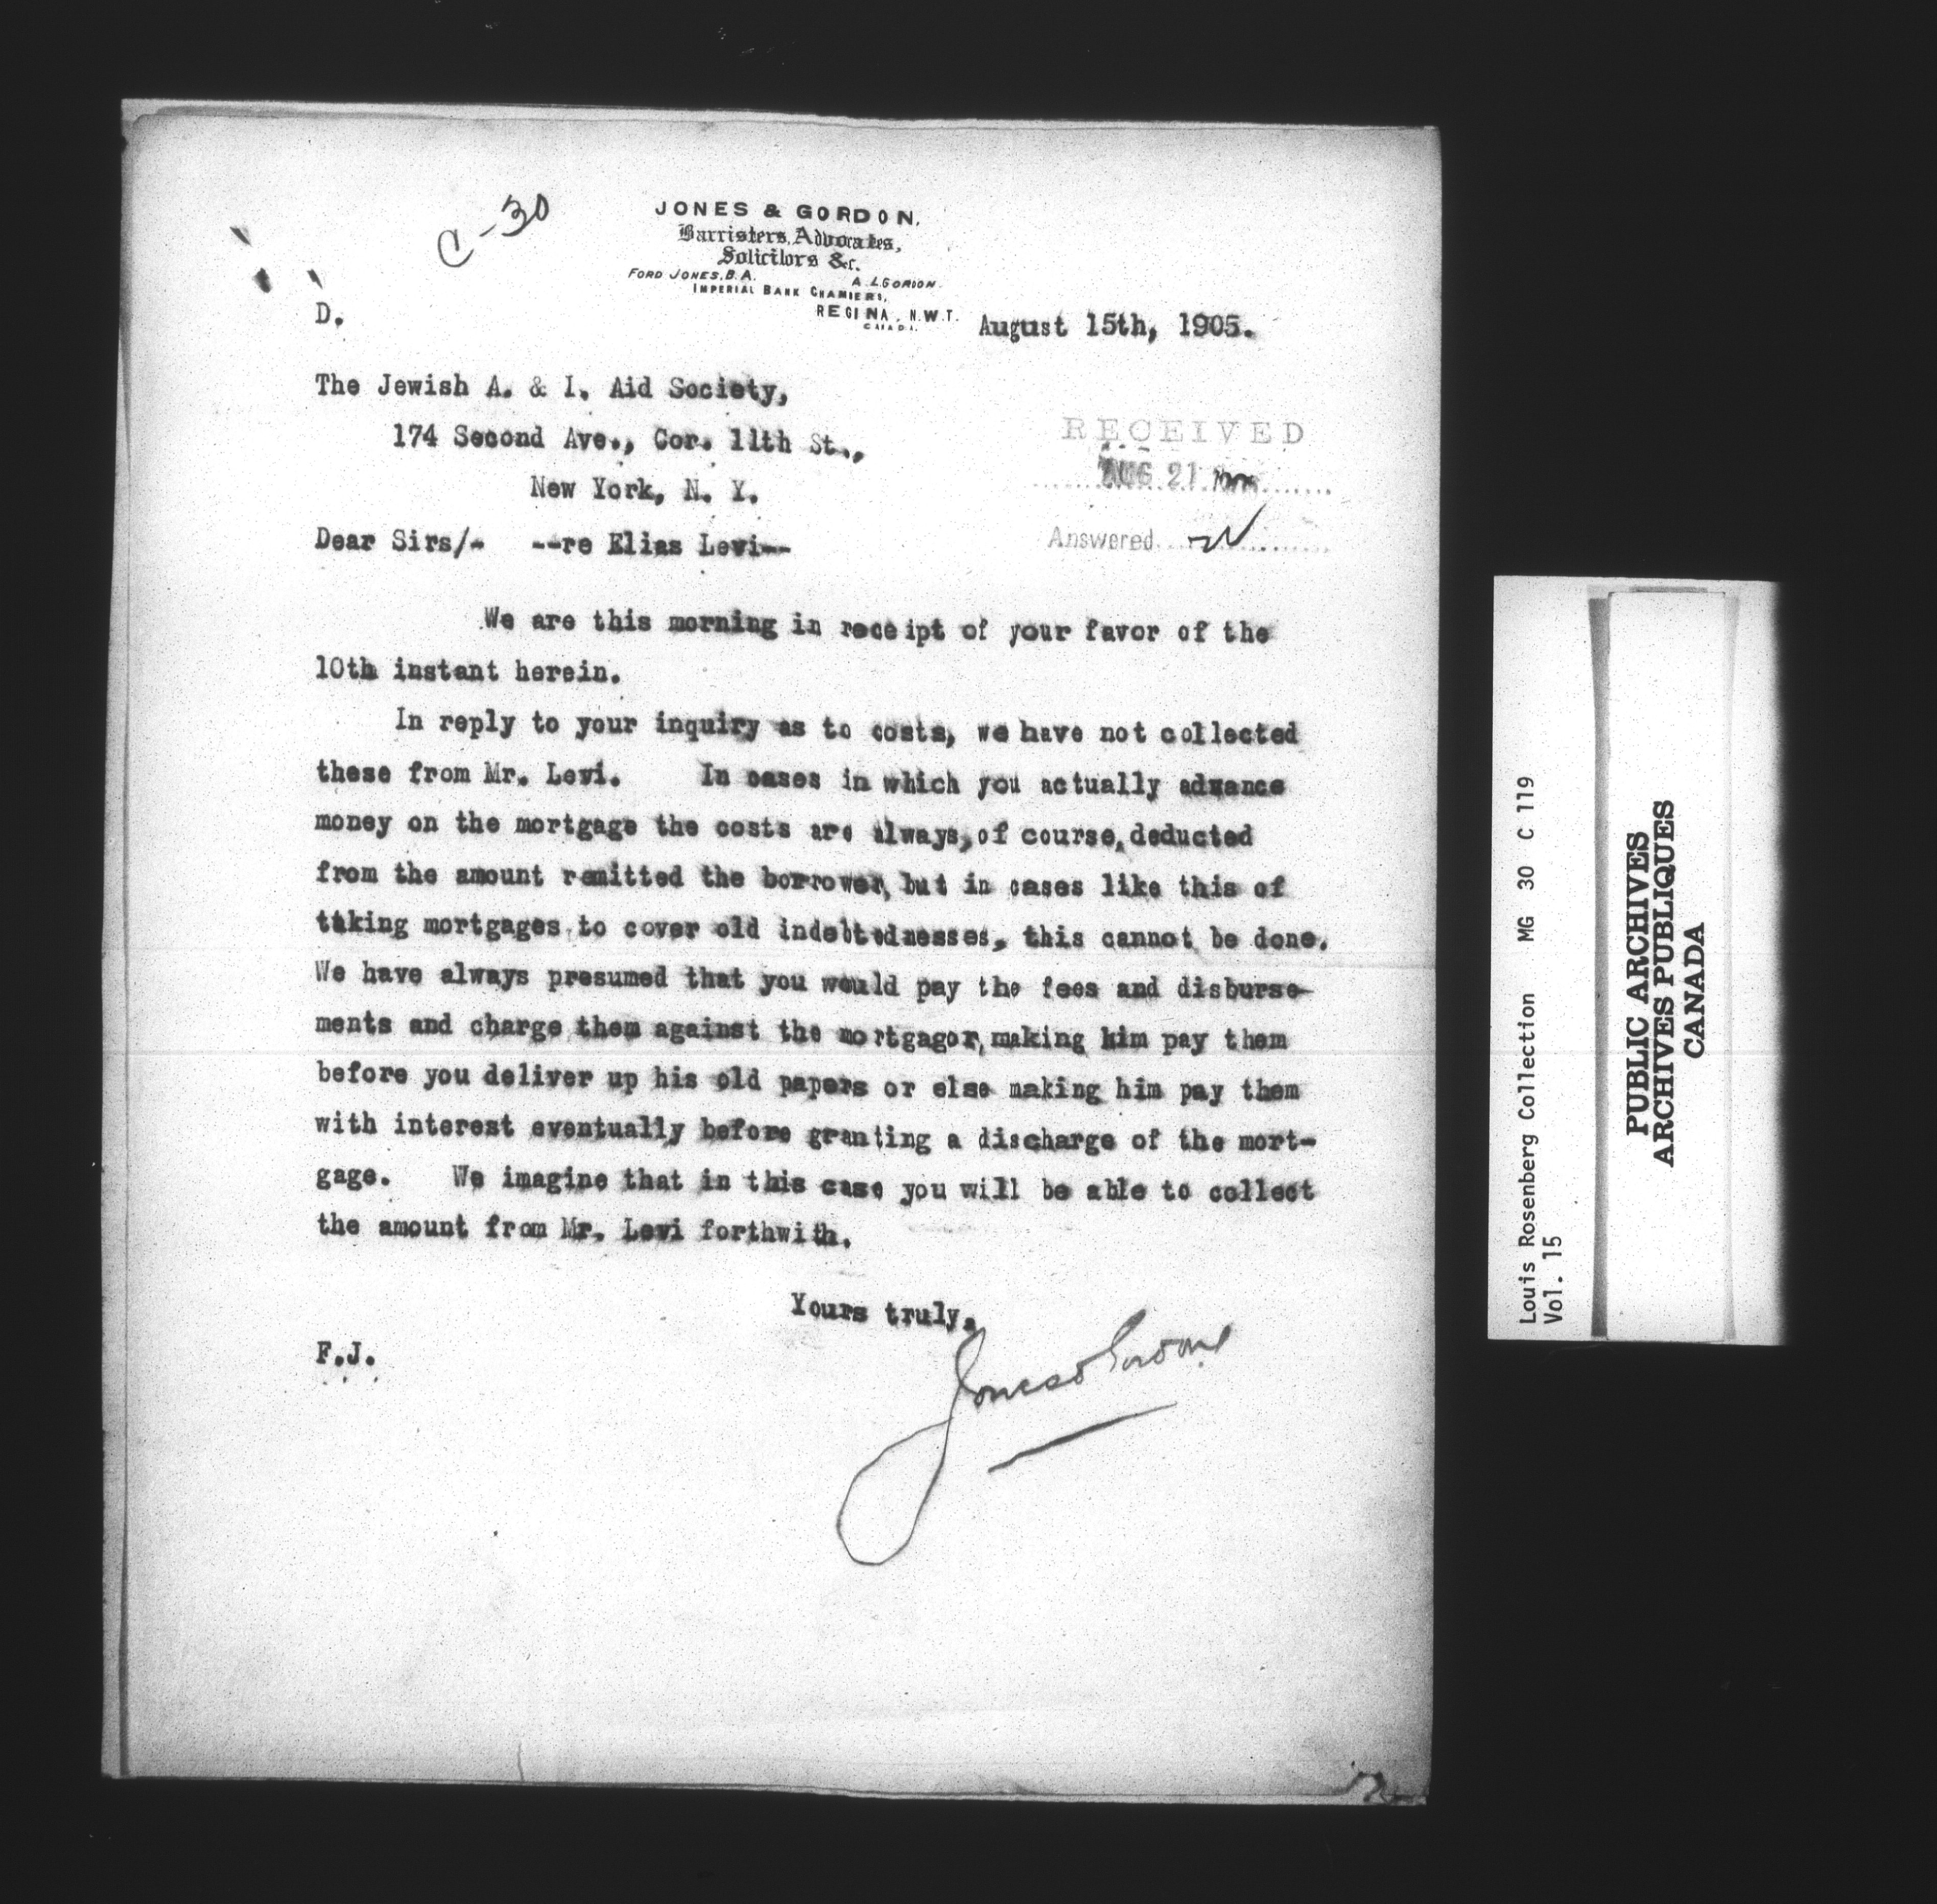 C-30
JONES & GORDON,
Barristers, Advocates,
Solicitors &c.
FORD JONES, B.A. A. L. GORDON.
IMPERIAL BANK CHAMBERS,
REGINA, N.W.T.
CANADA.
D.
August 15th, 1905.
The Jewish A. & I. Aid Society,
174 Second Ave., Cor. 11th St.,
New York, N. Y.
RECEIVED
AUG 21 1905
Answered
Dear Sirs/- --re Elias Levi--
We are this morning in receipt of your favor of the
10th instant herein.
In reply to your inquiry as to costs, we have not collected
these from Mr. Levi. In cases in which you actually advance
money on the mortgage the costs are always, of course, deducted
from the amount remitted the borrower, but in cases like this of
taking mortgages to cover old indebtednesses, this cannot be done.
We have always presumed that you would pay the fees and disburse-
ments and charge them against the mortgagor, making him pay them
before you deliver up his old papers or else making him pay them
with interest eventually before granting a discharge of the mort-
gage. We imagine that in this case you will be able to collect
the amount from Mr. Levi forthwith.
Yours truly,
Jones & Gordon
F.J.
Louis Rosenberg Collection MG 30 C 119
Vol. 15
PUBLIC ARCHIVES
ARCHIVES PUBLIQUES
CANADA